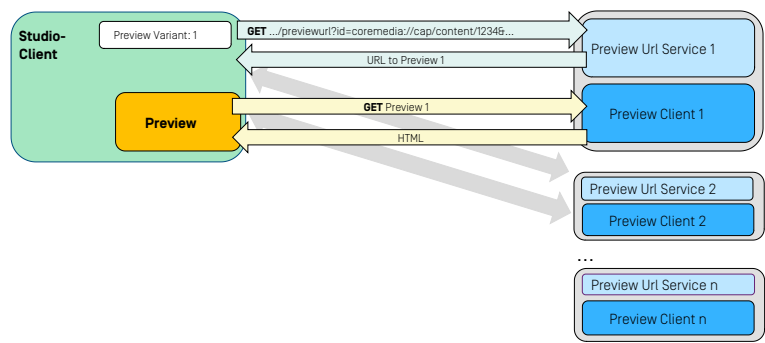 Studio-
Client
Preview Variant: 1
GET .../previewurl?id=coremedia://cap/content/1234&...
URL to Preview 1
Preview Url Service 1
Preview
GET Preview 1
HTML
Preview Client 1
Preview Url Service 2
Preview Client 2
...
Preview Url Service n
Preview Client n